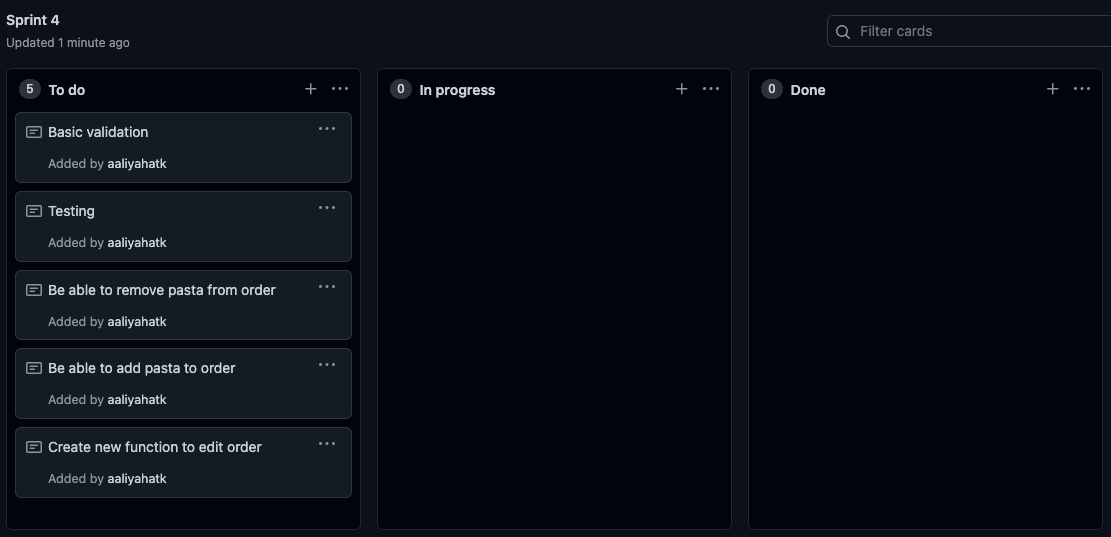 Sprint 4
Updated 1 minute ago
Filter cards
5 To do
Basic validation
Added by aaliyahatk
Testing
Added by aaliyahatk
Be able to remove pasta from order
Added by aaliyahatk
Be able to add pasta to order
Added by aaliyahatk
Create new function to edit order
Added by aaliyahatk
0 In progress
0 Done